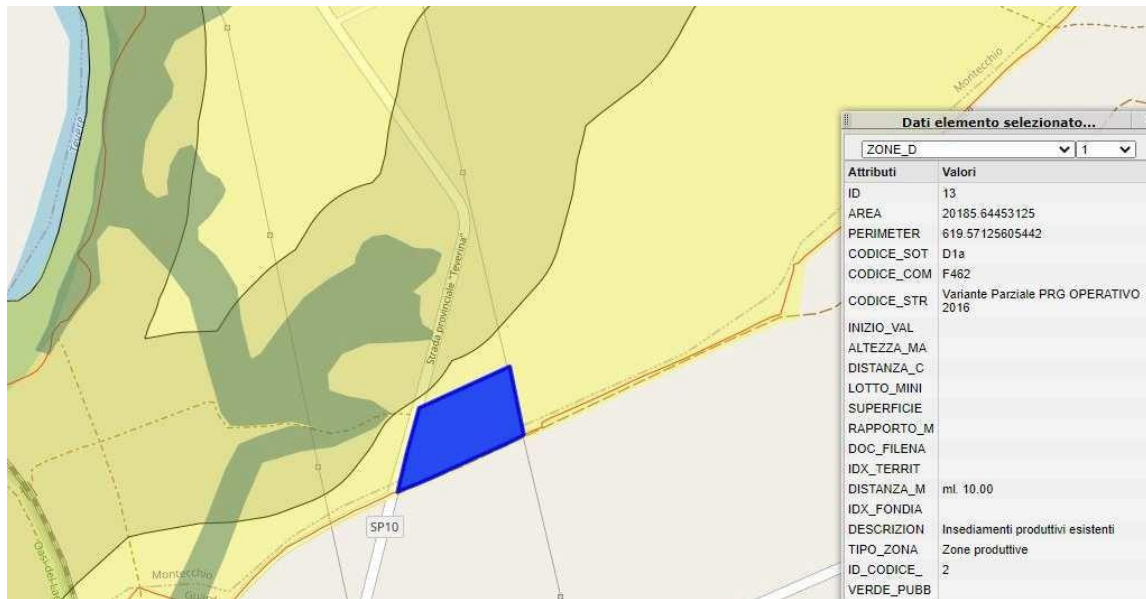 Tevere
Strada provinciale "Teverina"
SP10
Montecchio
Montecchio
Dati elemento selezionato...
ZONE_D 1
Attributi Valori
ID 13
AREA 20185.64453125
PERIMETER 619.57125605442
CODICE_SOT D1a
CODICE_COM F462
CODICE_STR Variante Parziale PRG OPERATIVO
2016
INIZIO_VAL
ALTEZZA_MA
DISTANZA_C
LOTTO_MINI
SUPERFICIE
RAPPORTO_M
DOC_FILENA
IDX_TERRIT
DISTANZA_M ml. 10.00
IDX_FONDIA
DESCRIZION Insediamenti produttivi esistenti
TIPO_ZONA Zone produttive
ID_CODICE_ 2
VERDE_PUBB